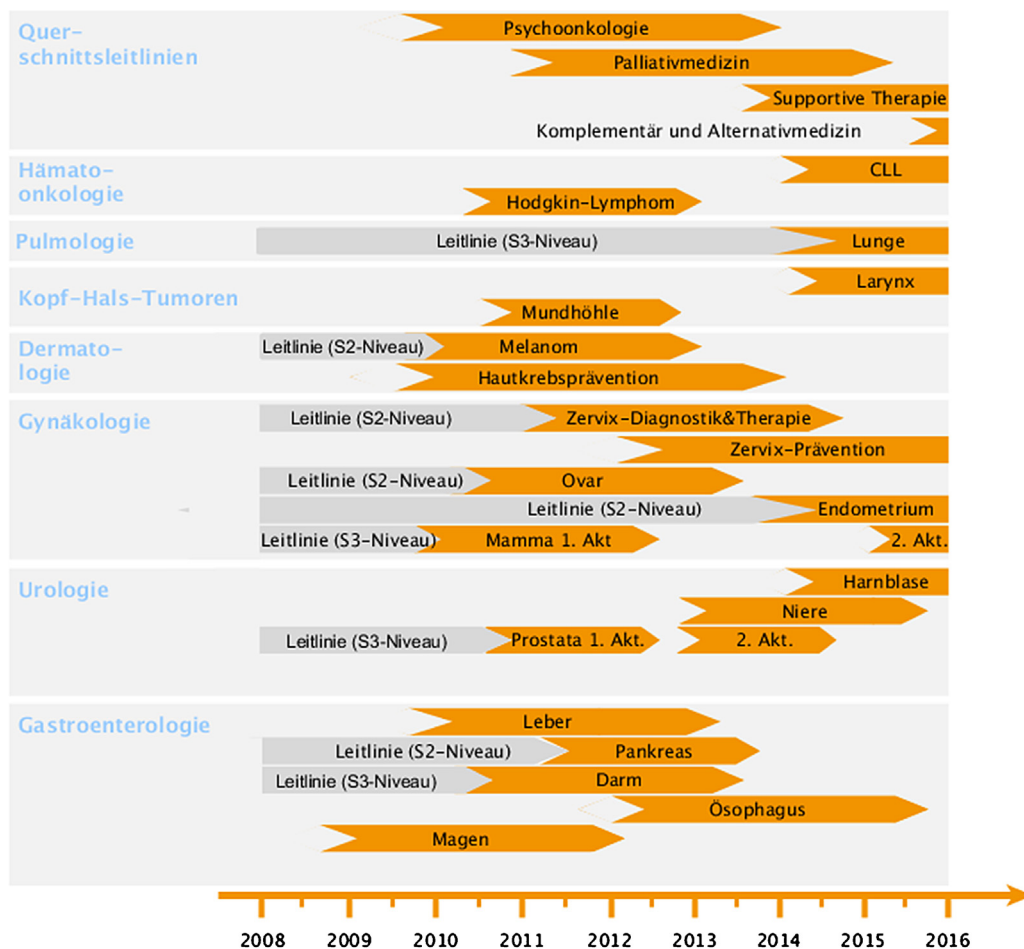 Quer-
schnittsleitlinien
Psychoonkologie
Palliativmedizin
Supportive Therapie
Komplementär und Alternativmedizin
Hämato-
onkologie
CLL
Hodgkin-Lymphom
Pulmologie
Leitlinie (S3-Niveau)
Lunge
Kopf-Hals-Tumoren
Larynx
Mundhöhle
Dermato-
logie
Leitlinie (S2-Niveau)
Melanom
Hautkrebsprävention
Gynäkologie
Leitlinie (S2-Niveau)
Zervix-Diagnostik&Therapie
Zervix-Prävention
Leitlinie (S2-Niveau)
Ovar
Leitlinie (S2-Niveau)
Endometrium
Leitlinie (S3-Niveau)
Mamma 1. Akt
2. Akt.
Urologie
Harnblase
Niere
Leitlinie (S3-Niveau)
Prostata 1. Akt.
2. Akt.
Gastroenterologie
Leber
Leitlinie (S2-Niveau)
Pankreas
Leitlinie (S3-Niveau)
Darm
Ösophagus
Magen
2008 2009 2010 2011 2012 2013 2014 2015 2016